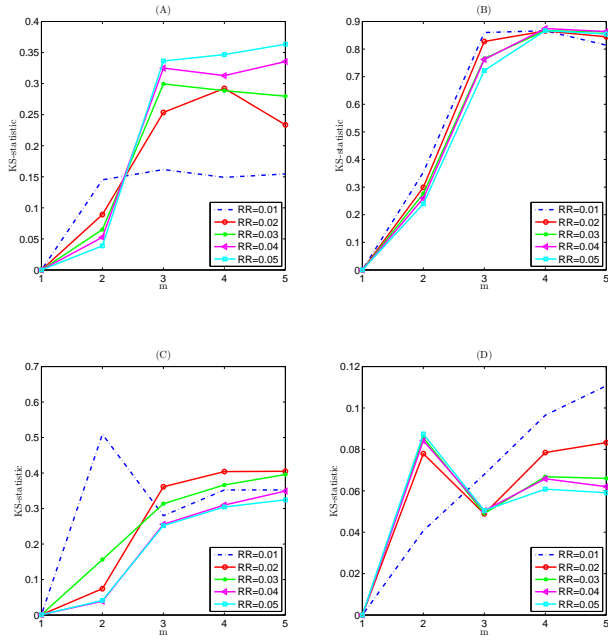 (A)
0.4
0.35
0.3
0.25
0.2
0.15
0.1
0.05
0
KS-statistic
1 2 3 4 5
m
RR=0.01
RR=0.02
RR=0.03
RR=0.04
RR=0.05
(B)
0.9
0.8
0.7
0.6
0.5
0.4
0.3
0.2
0.1
0
KS-statistic
1 2 3 4 5
m
RR=0.01
RR=0.02
RR=0.03
RR=0.04
RR=0.05
(C)
0.7
0.6
0.5
0.4
0.3
0.2
0.1
0
KS-statistic
1 2 3 4 5
m
RR=0.01
RR=0.02
RR=0.03
RR=0.04
RR=0.05
(D)
0.12
0.1
0.08
0.06
0.04
0.02
0
KS-statistic
1 2 3 4 5
m
RR=0.01
RR=0.02
RR=0.03
RR=0.04
RR=0.05